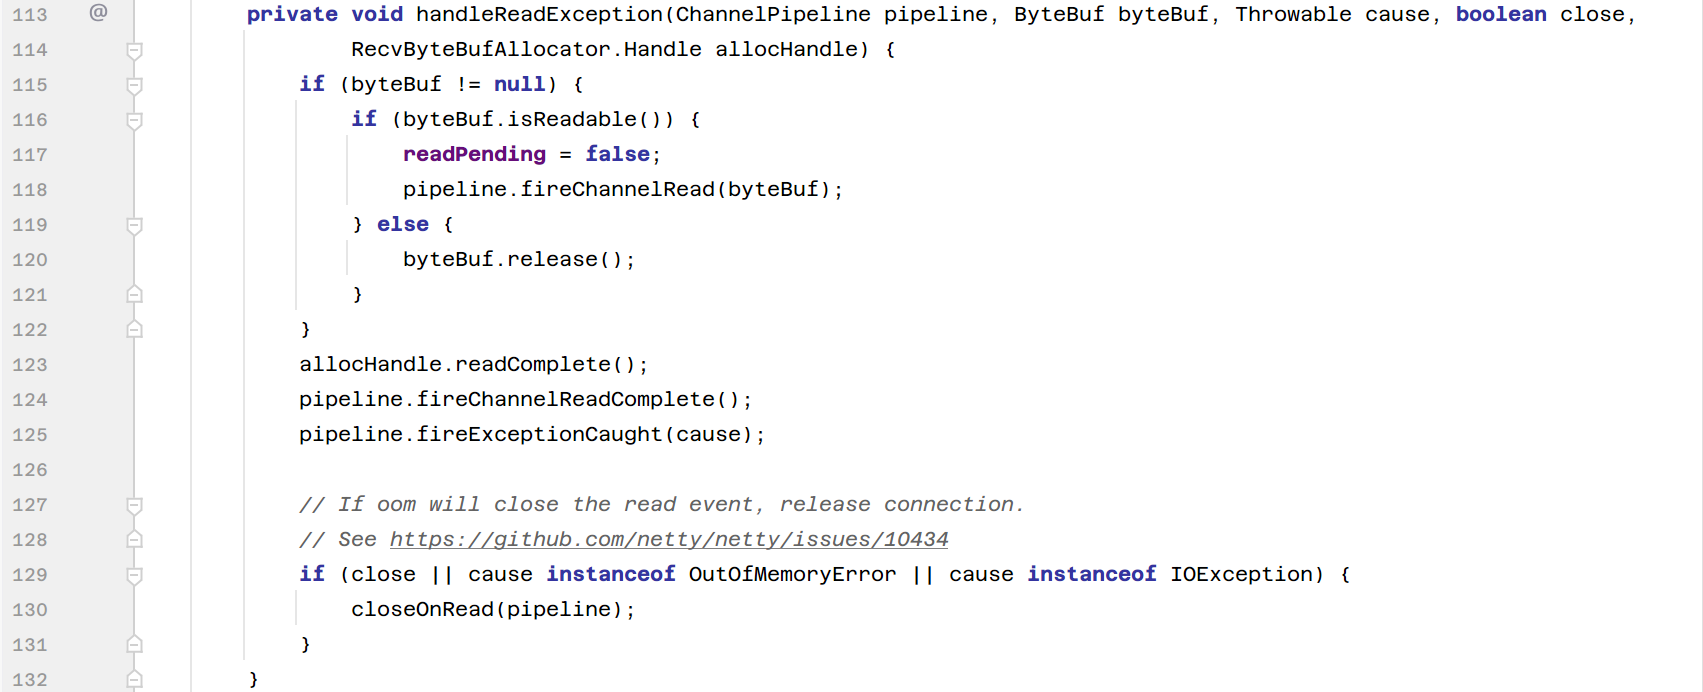 113 @ private void handleReadException(ChannelPipeline pipeline, ByteBuf byteBuf, Throwable cause, boolean close,
114 RecvByteBufAllocator.Handle allocHandle) {
115 if (byteBuf != null) {
116 if (byteBuf.isReadable()) {
117 readPending = false;
118 pipeline.fireChannelRead(byteBuf);
119 } else {
120 byteBuf.release();
121 }
122 }
123 allocHandle.readComplete();
124 pipeline.fireChannelReadComplete();
125 pipeline.fireExceptionCaught(cause);
126
127 // If oom will close the read event, release connection.
128 // See https://github.com/netty/netty/issues/10434
129 if (close || cause instanceof OutOfMemoryError || cause instanceof IOException) {
130 closeOnRead(pipeline);
131 }
132 }